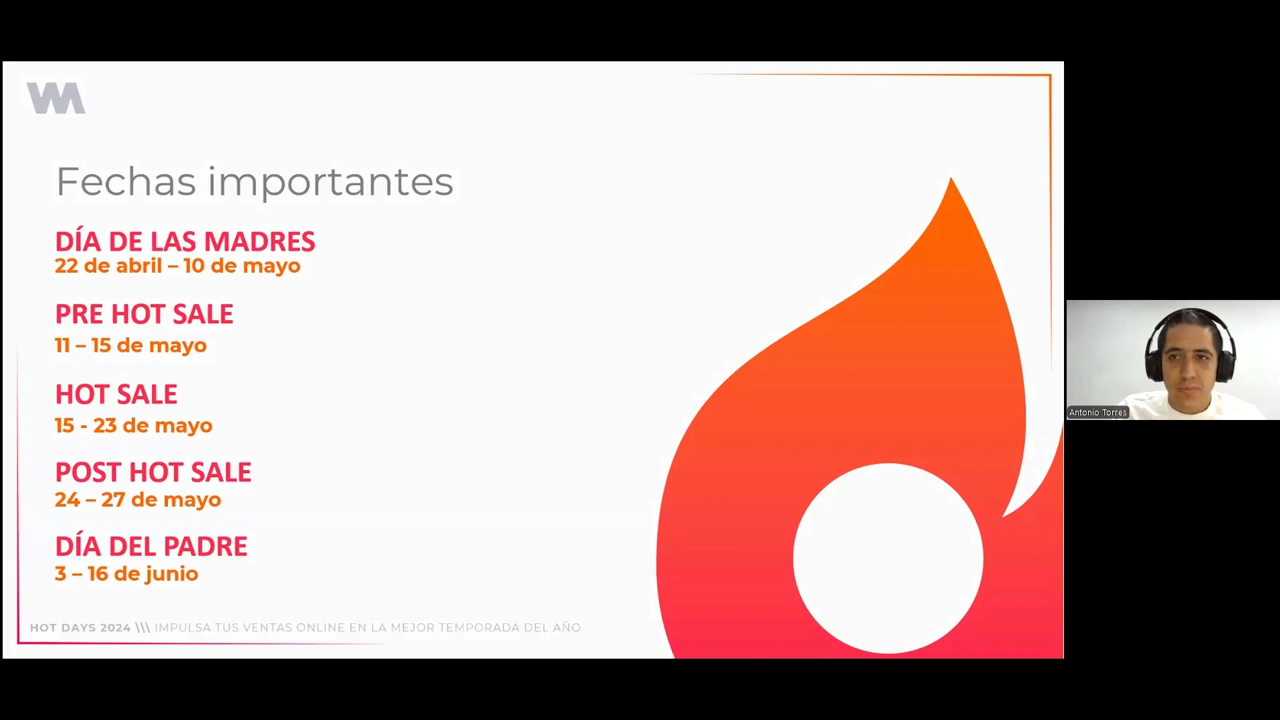 WM
Fechas importantes
DÍA DE LAS MADRES
22 de abril – 10 de mayo
PRE HOT SALE
11 – 15 de mayo
HOT SALE
15 - 23 de mayo
POST HOT SALE
24 – 27 de mayo
DÍA DEL PADRE
3 – 16 de junio
HOT DAYS 2024 \\\ IMPULSA TUS VENTAS ONLINE EN LA MEJOR TEMPORADA DEL AÑO
Antonio Torres